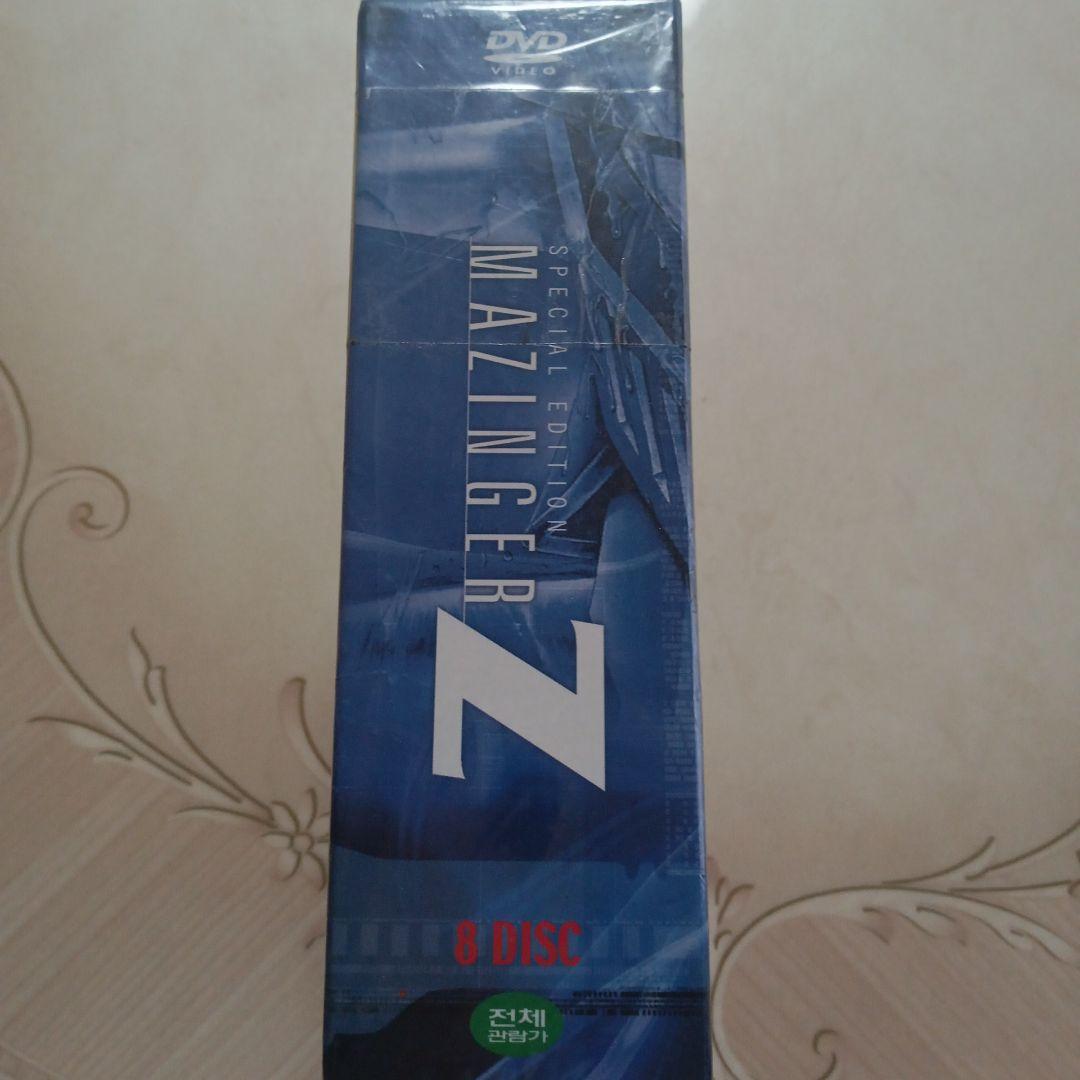 DVD
VIDEO
SPECIAL EDITION
MAZINGER
Z
8 DISC
전체
관람가